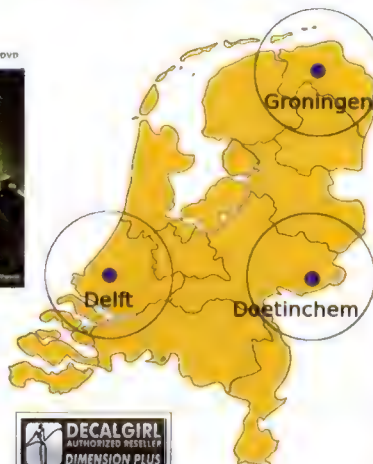 DVD
Groningen
Delft
Doetinchem
DECALGIRL
AUTHORIZED RESELLER
DIMENSION PLUS